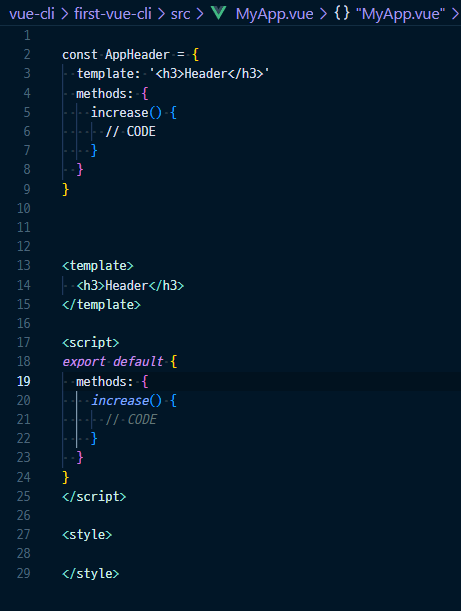 vue-cli > first-vue-cli > src > MyApp.vue > {} "MyApp.vue" >
1
2 const AppHeader = {
3   template: '<h3>Header</h3>'
4   methods: {
5     increase() {
6       // CODE
7     }
8   }
9 }
10
11
12
13 <template>
14   <h3>Header</h3>
15 </template>
16
17 <script>
18 export default {
19   methods: {
20     increase() {
21       // CODE
22     }
23   }
24 }
25 </script>
26
27 <style>
28
29 </style>